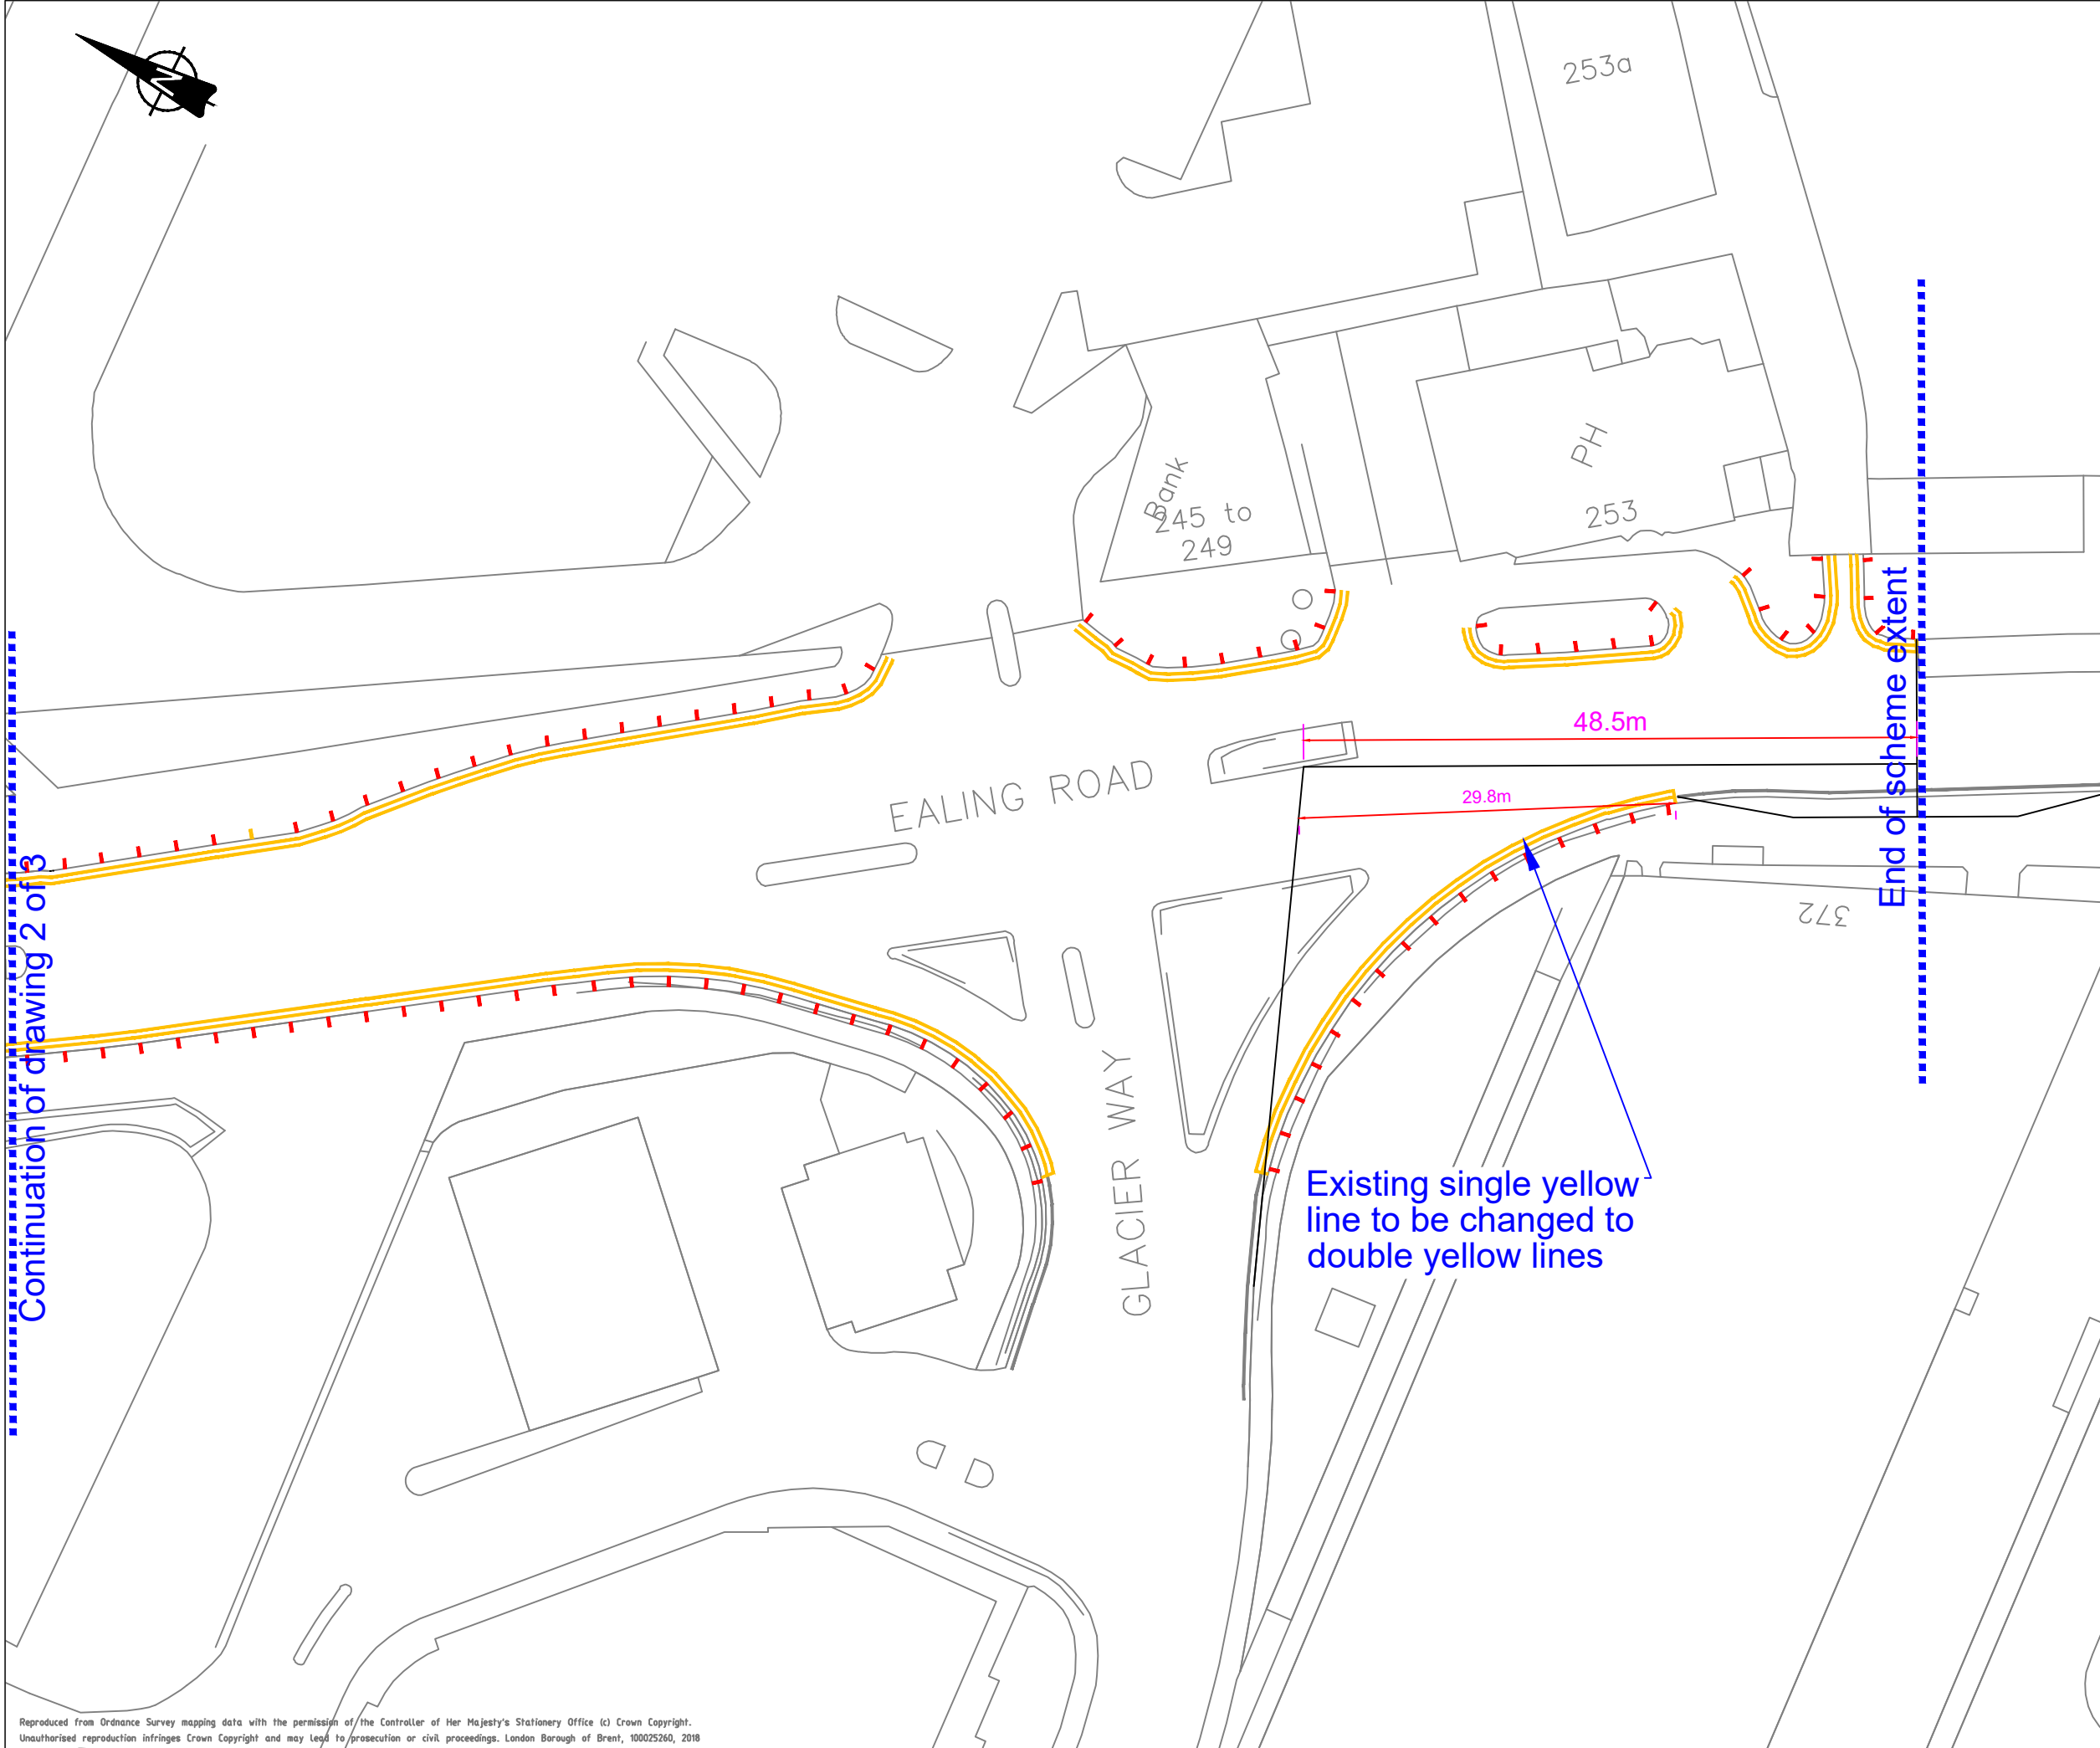 253a
Bank
245 to
249
PH
253
48.5m
EALING ROAD
29.8m
372
End of scheme extent
Continuation of drawing 2 of 3
GLACIER WAY
Existing single yellow
line to be changed to
double yellow lines
Reproduced from Ordnance Survey mapping data with the permission of the Controller of Her Majesty's Stationery Office (c) Crown Copyright.
Unauthorised reproduction infringes Crown Copyright and may lead to prosecution or civil proceedings. London Borough of Brent, 100025260, 2018